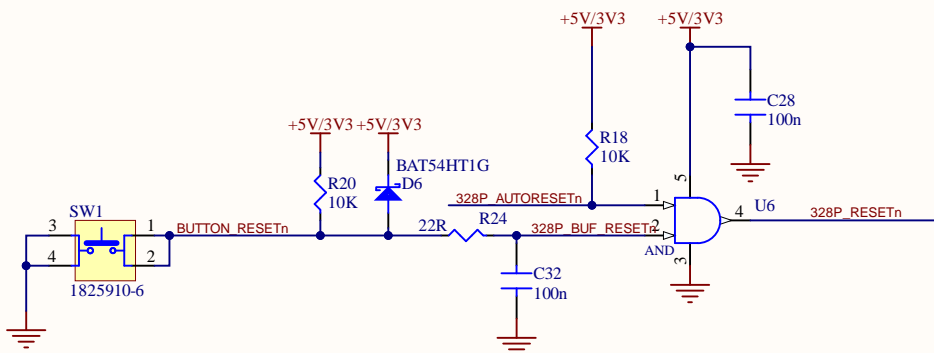 +5V/3V3
+5V/3V3
C28
100n
+5V/3V3
+5V/3V3
R18
10K
BAT54HT1G
R20
10K
D6
328P_AUTORESETn
1
5
U6
4
328P_RESETn
SW1
3
1
BUTTON_RESETn
22R
R24
328P_BUF_RESETn
2
AND
3
4
2
C32
100n
1825910-6